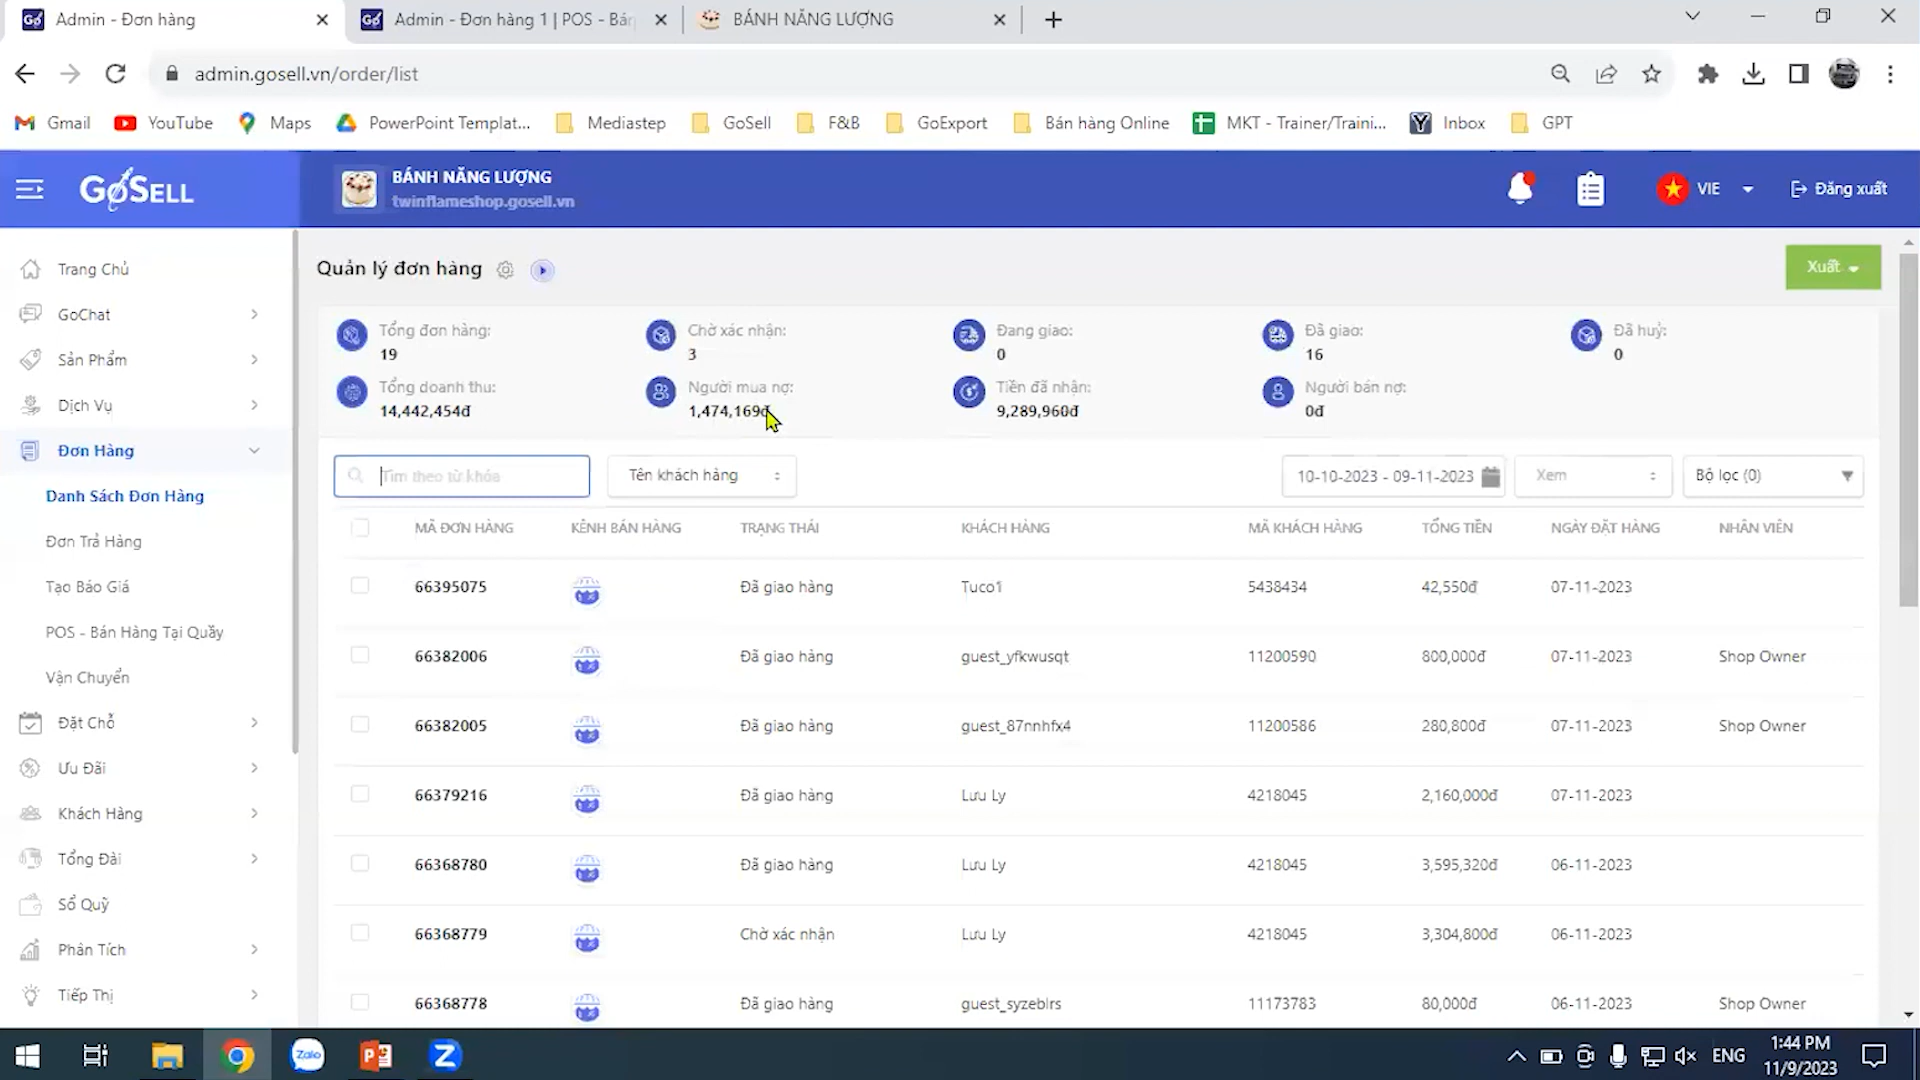 Admin - Đơn hàng
Admin - Đơn hàng 1 | POS - Bán
BÁNH NĂNG LƯỢNG
admin.gosell.vn/order/list
Gmail
YouTube
Maps
PowerPoint Templat...
Mediastep
GoSell
F&B
GoExport
Bán hàng Online
MKT - Trainer/Traini...
Inbox
GPT
GOSELL
BÁNH NĂNG LƯỢNG
twinflameshop.gosell.vn
VIE
Đăng xuất
Trang Chủ
GoChat
Sản Phẩm
Dịch Vụ
Đơn Hàng
Danh Sách Đơn Hàng
Đơn Trả Hàng
Tạo Báo Giá
POS - Bán Hàng Tại Quầy
Vận Chuyển
Đặt Chỗ
Ưu Đãi
Khách Hàng
Tổng Đài
Sổ Quỹ
Phân Tích
Tiếp Thị
Quản lý đơn hàng
Xuất
Tổng đơn hàng:
19
Chờ xác nhận:
3
Đang giao:
0
Đã giao:
16
Đã huỷ:
0
Tổng doanh thu:
14,442,454đ
Người mua nợ:
1,474,169đ
Tiền đã nhận:
9,289,960đ
Người bán nợ:
0đ
Tìm theo từ khóa
Tên khách hàng
10-10-2023 - 09-11-2023
Xem
Bộ lọc (0)
MÃ ĐƠN HÀNG KÊNH BÁN HÀNG TRẠNG THÁI KHÁCH HÀNG MÃ KHÁCH HÀNG TỔNG TIỀN NGÀY ĐẶT HÀNG NHÂN VIÊN
66395075 Đã giao hàng Tuco1 5438434 42,550đ 07-11-2023
66382006 Đã giao hàng guest_yfkwusqt 11200590 800,000đ 07-11-2023 Shop Owner
66382005 Đã giao hàng guest_87nnhfx4 11200586 280,800đ 07-11-2023 Shop Owner
66379216 Đã giao hàng Lưu Ly 4218045 2,160,000đ 07-11-2023
66368780 Đã giao hàng Lưu Ly 4218045 3,595,320đ 06-11-2023
66368779 Chờ xác nhận Lưu Ly 4218045 3,304,800đ 06-11-2023
66368778 Đã giao hàng guest_syzeblrs 11173783 80,000đ 06-11-2023 Shop Owner
Zalo
ENG
1:44 PM
11/9/2023